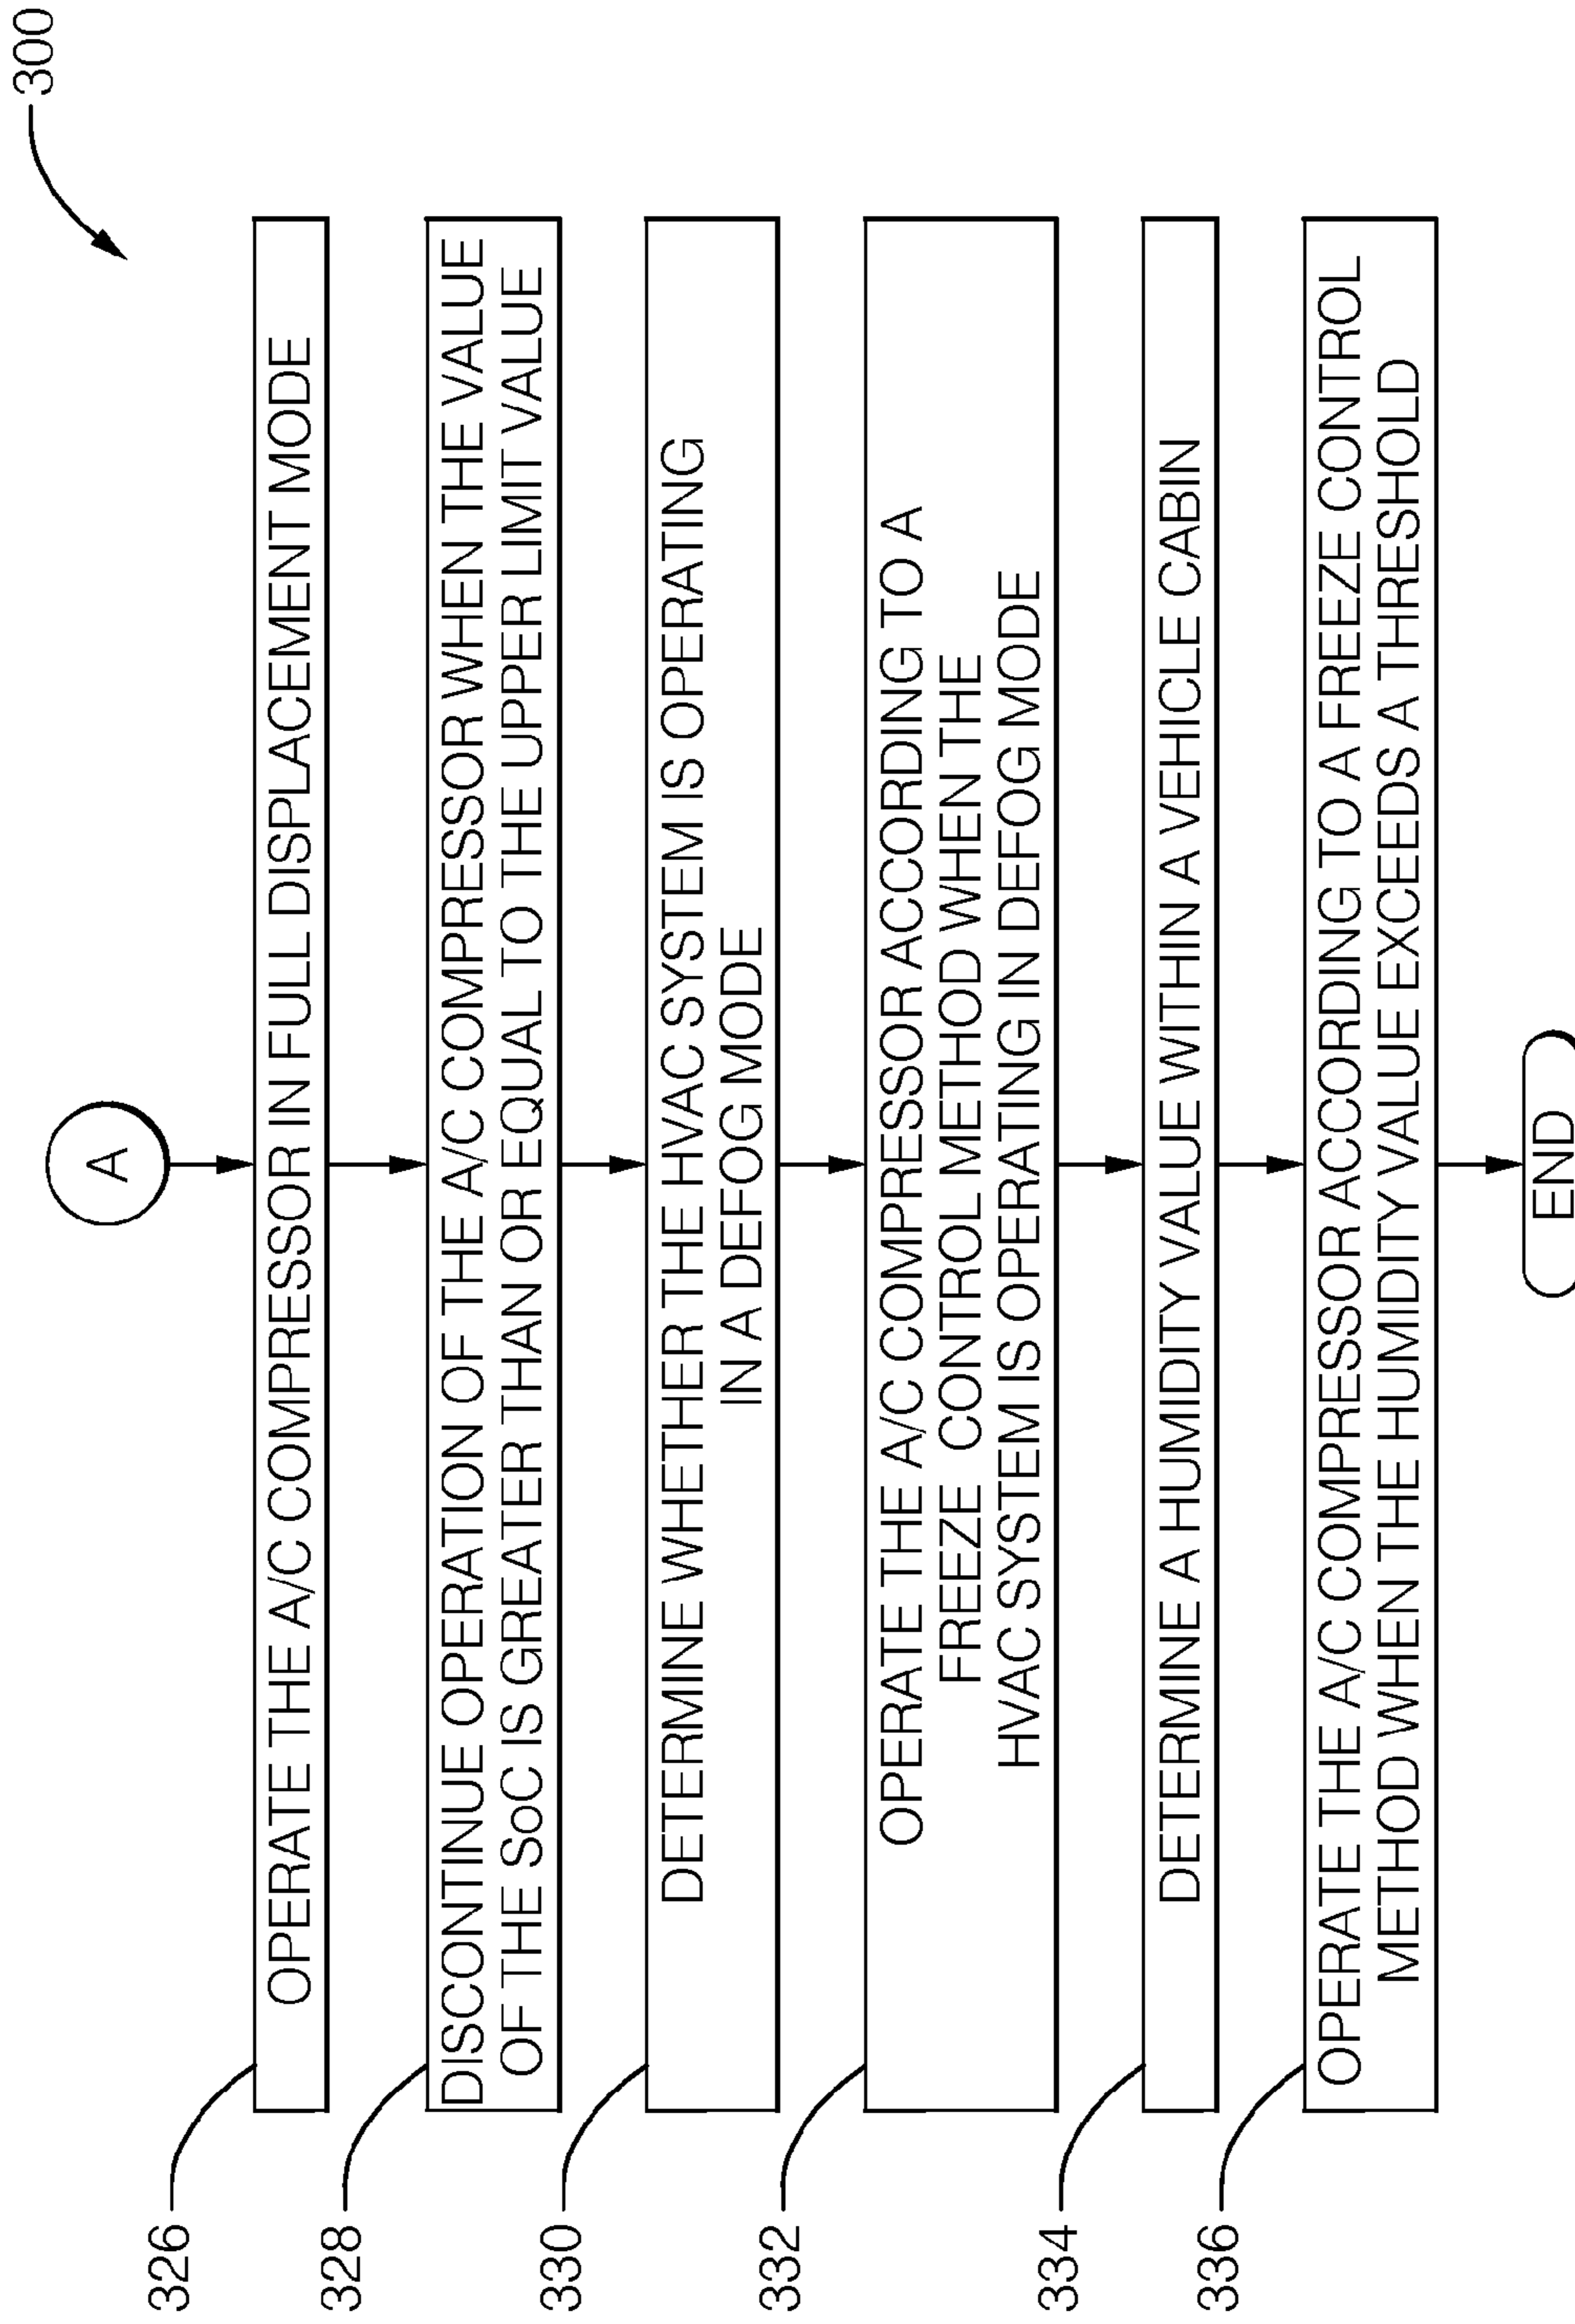 300
A
326
OPERATE THE A/C COMPRESSOR IN FULL DISPLACEMENT MODE
328
DISCONTINUE OPERATION OF THE A/C COMPRESSOR WHEN THE VALUE
OF THE SoC IS GREATER THAN OR EQUAL TO THE UPPER LIMIT VALUE
330
DETERMINE WHETHER THE HVAC SYSTEM IS OPERATING
IN A DEFOG MODE
332
OPERATE THE A/C COMPRESSOR ACCORDING TO A
FREEZE CONTROL METHOD WHEN THE
HVAC SYSTEM IS OPERATING IN DEFOG MODE
334
DETERMINE A HUMIDITY VALUE WITHIN A VEHICLE CABIN
336
OPERATE THE A/C COMPRESSOR ACCORDING TO A FREEZE CONTROL
METHOD WHEN THE HUMIDITY VALUE EXCEEDS A THRESHOLD
END